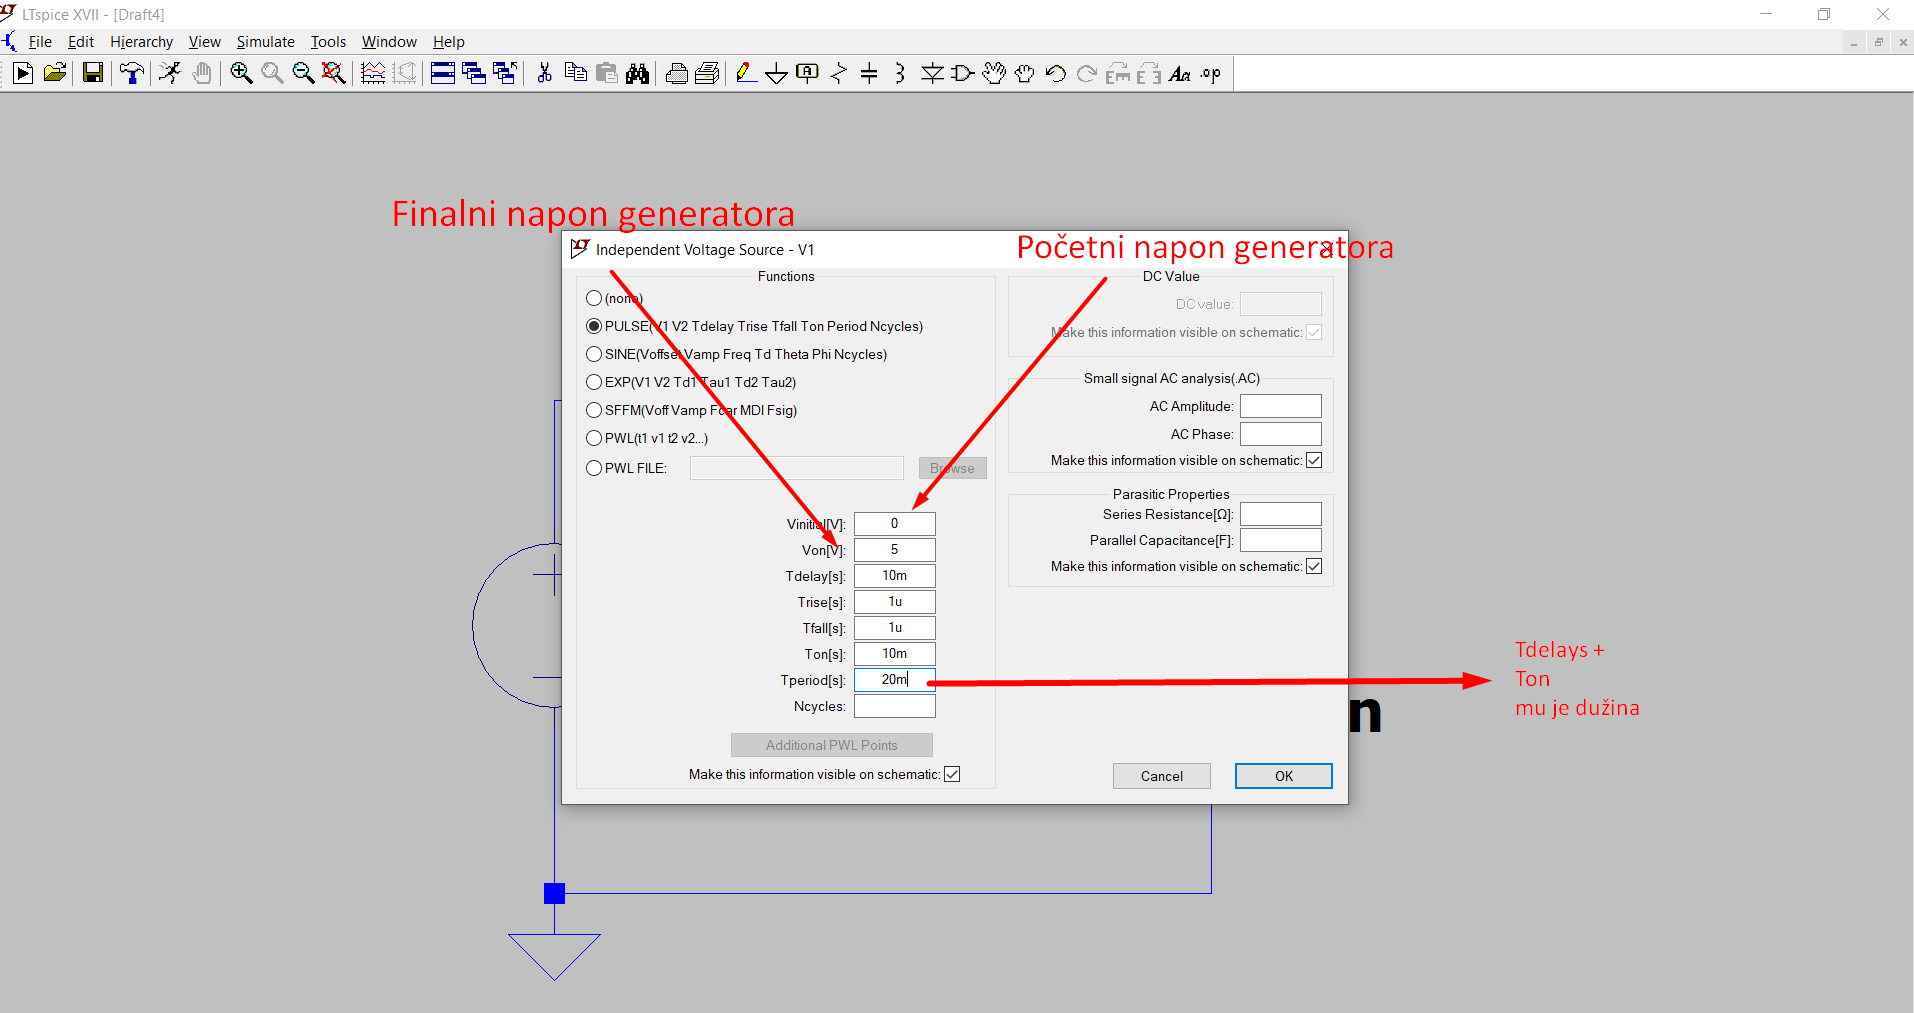 LTspice XVII - [Draft4]
File Edit Hierarchy View Simulate Tools Window Help
Aa .op
Finalni napon generatora
Početni napon generatora
Independent Voltage Source - V1
Functions
(none)
PULSE(V1 V2 Tdelay Trise Tfall Ton Period Ncycles)
SINE(Voffset Vamp Freq Td Theta Phi Ncycles)
EXP(V1 V2 Td1 Tau1 Td2 Tau2)
SFFM(Voff Vamp Fcar MDI Fsig)
PWL(t1 v1 t2 v2...)
PWL FILE: Browse
Vinitial[V]: 0
Von[V]: 5
Tdelay[s]: 10m
Trise[s]: 1u
Tfall[s]: 1u
Ton[s]: 10m
Tperiod[s]: 20m
Ncycles:
Additional PWL Points
Make this information visible on schematic:
DC Value
DC value:
Make this information visible on schematic:
Small signal AC analysis(.AC)
AC Amplitude:
AC Phase:
Make this information visible on schematic:
Parasitic Properties
Series Resistance[Ω]:
Parallel Capacitance[F]:
Make this information visible on schematic:
Cancel OK
Tdelays +
Ton
mu je dužina
n